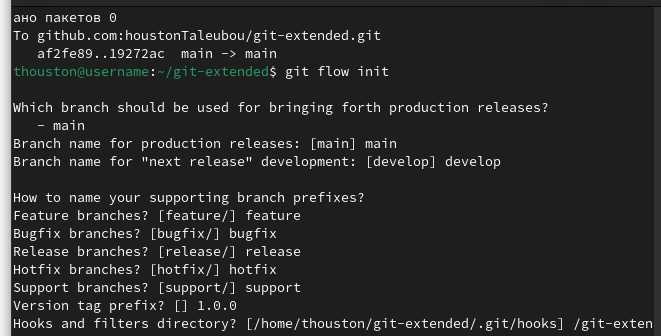 ано пакетов 0
To github.com:houstonTaleubou/git-extended.git
   af2fe89..19272ac  main -> main
thouston@username:~/git-extended$ git flow init

Which branch should be used for bringing forth production releases?
   - main
Branch name for production releases: [main] main
Branch name for "next release" development: [develop] develop

How to name your supporting branch prefixes?
Feature branches? [feature/] feature
Bugfix branches? [bugfix/] bugfix
Release branches? [release/] release
Hotfix branches? [hotfix/] hotfix
Support branches? [support/] support
Version tag prefix? [] 1.0.0
Hooks and filters directory? [/home/thouston/git-extended/.git/hooks] /git-exten